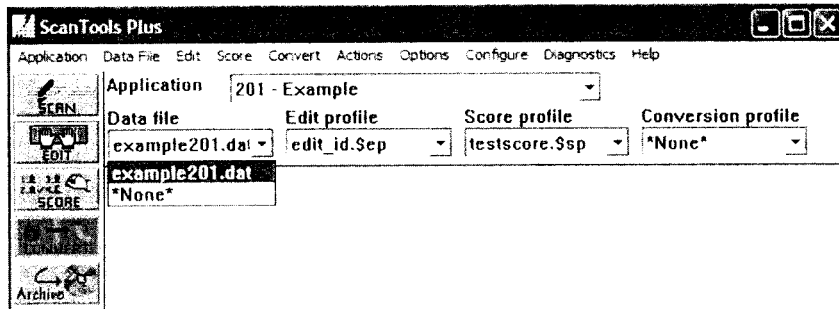 ScanTools Plus
Application Data File Edit Score Convert Actions Options Configure Diagnostics Help
SCAN
Application 201 - Example
Data file Edit profile Score profile Conversion profile
EDIT
example201.dat edit_id.$ep testscore.$sp *None*
example201.dat
*None*
SCORE
CONVERT
Archive